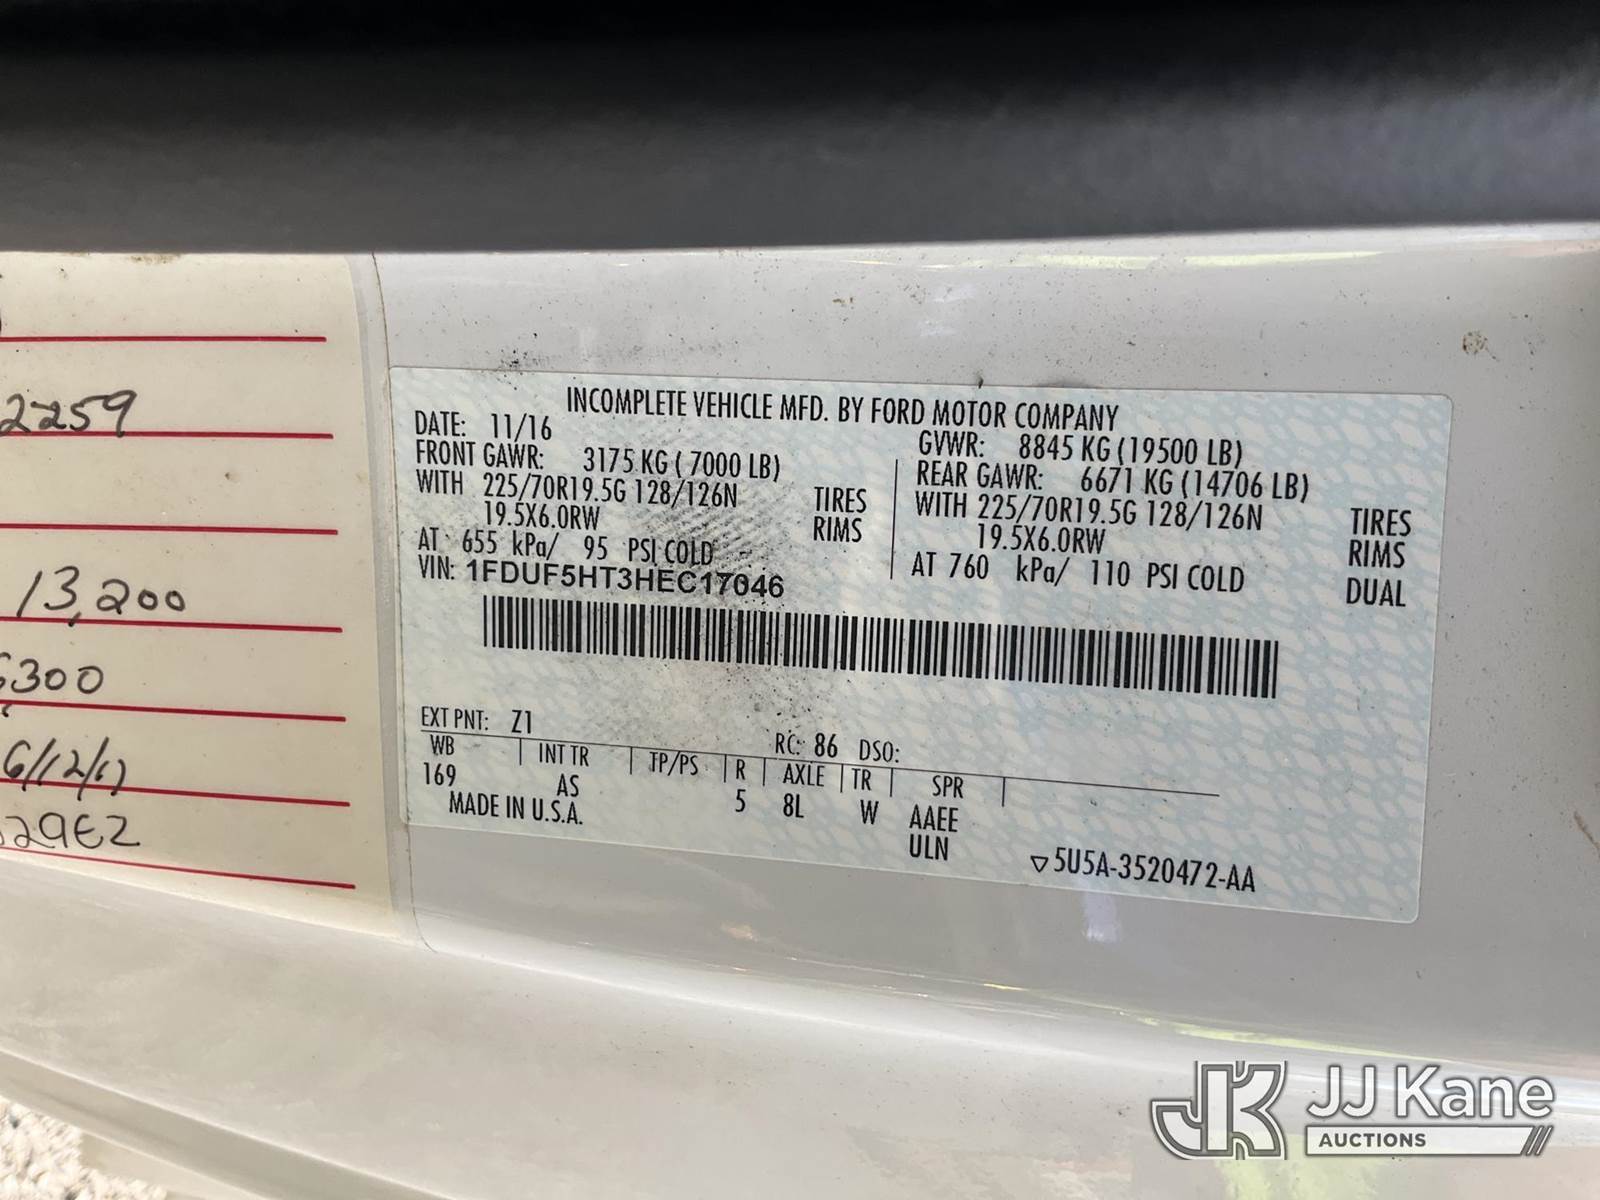 2259
13,200
6300
6/12/17
29E2
INCOMPLETE VEHICLE MFD. BY FORD MOTOR COMPANY
DATE: 11/16
GVWR: 8845 KG (19500 LB)
FRONT GAWR: 3175 KG ( 7000 LB)
REAR GAWR: 6671 KG (14706 LB)
WITH 225/70R19.5G 128/126N TIRES
WITH 225/70R19.5G 128/126N TIRES
19.5X6.0RW RIMS
19.5X6.0RW RIMS
AT 655 kPa/ 95 PSI COLD
AT 760 kPa/ 110 PSI COLD DUAL
VIN: 1FDUF5HT3HEC17046
EXT PNT: Z1
RC: 86 DSO:
WB INT TR TP/PS R AXLE TR SPR
169 AS 5 8L W AAEE
MADE IN U.S.A. ULN
5U5A-3520472-AA
JK JJ Kane
AUCTIONS